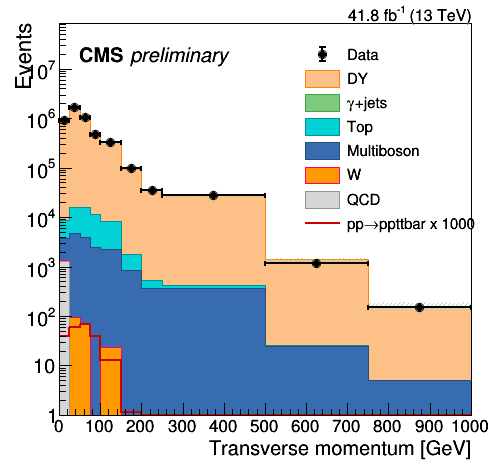 41.8 fb⁻¹ (13 TeV)
Events
CMS preliminary
Data
DY
γ+jets
Top
Multiboson
W
QCD
pp→ppttbar x 1000
10⁷
10⁶
10⁵
10⁴
10³
10²
10
1
0 100 200 300 400 500 600 700 800 900 1000
Transverse momentum [GeV]